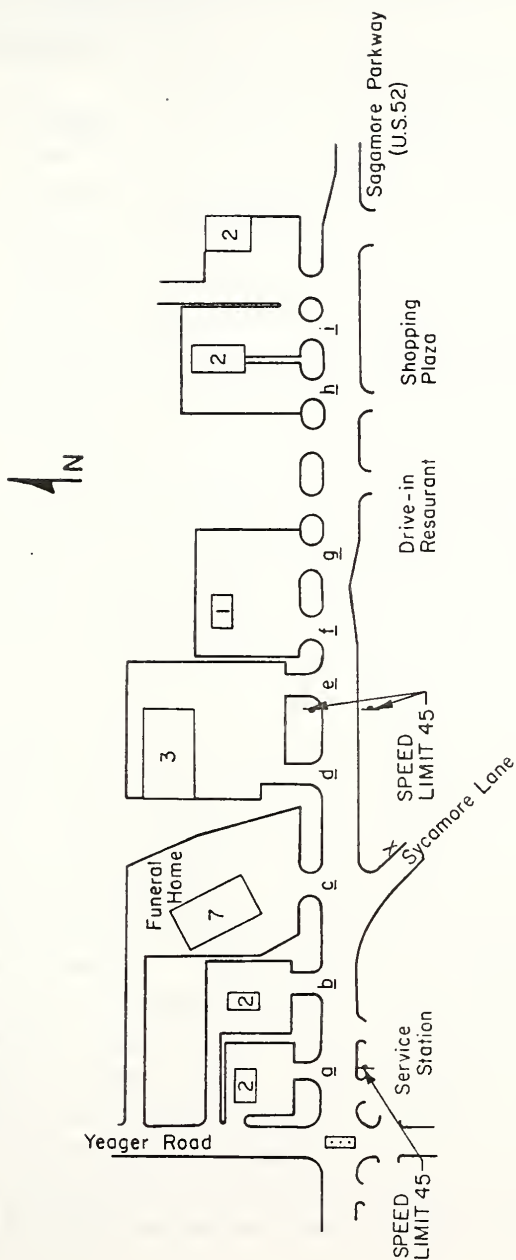 N
Sagamore Parkway
(U.S. 52)
2
2
1
3
Funeral
Home
7
2
2
Yeager Road
a
b
c
d
e
f
g
h
i
SPEED
LIMIT 45
SPEED
LIMIT 45
Service
Station
X
Sycamore Lane
Drive-in
Resaurant
Shopping
Plaza